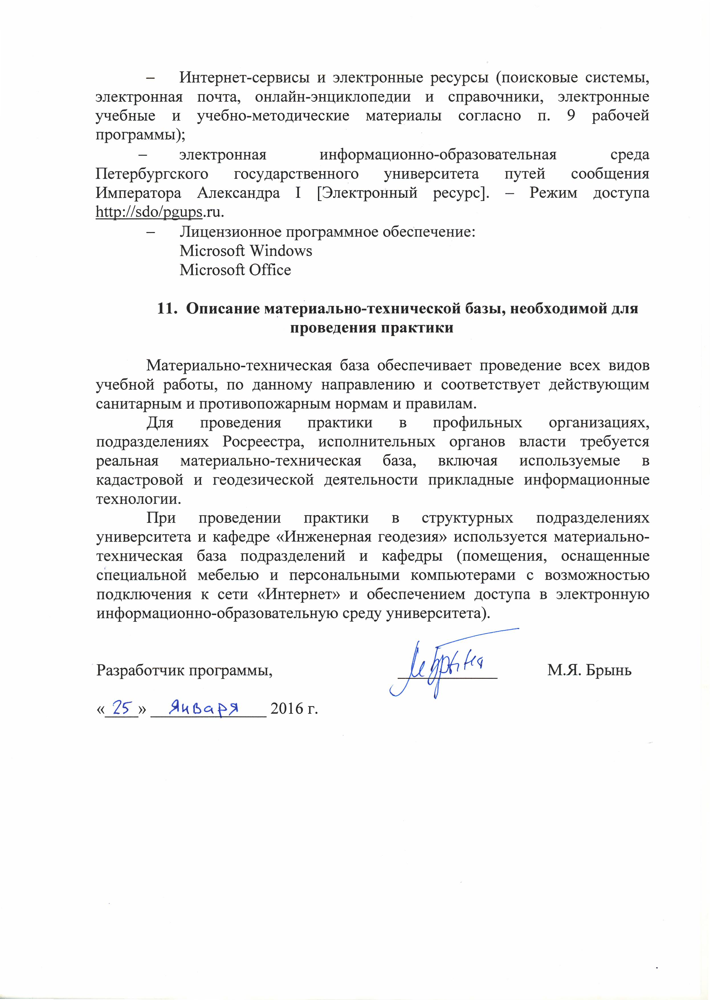 – Интернет-сервисы и электронные ресурсы (поисковые системы,
электронная почта, онлайн-энциклопедии и справочники, электронные
учебные и учебно-методические материалы согласно п. 9 рабочей
программы);
– электронная информационно-образовательная среда
Петербургского государственного университета путей сообщения
Императора Александра I [Электронный ресурс]. – Режим доступа
http://sdo/pgups.ru.
– Лицензионное программное обеспечение:
Microsoft Windows
Microsoft Office
11. Описание материально-технической базы, необходимой для
проведения практики
Материально-техническая база обеспечивает проведение всех видов
учебной работы, по данному направлению и соответствует действующим
санитарным и противопожарным нормам и правилам.
Для проведения практики в профильных организациях,
подразделениях Росреестра, исполнительных органов власти требуется
реальная материально-техническая база, включая используемые в
кадастровой и геодезической деятельности прикладные информационные
технологии.
При проведении практики в структурных подразделениях
университета и кафедре «Инженерная геодезия» используется материально-
техническая база подразделений и кафедры (помещения, оснащенные
специальной мебелью и персональными компьютерами с возможностью
подключения к сети «Интернет» и обеспечением доступа в электронную
информационно-образовательную среду университета).
Разработчик программы, М.Я. Брынь
«25» января 2016 г.